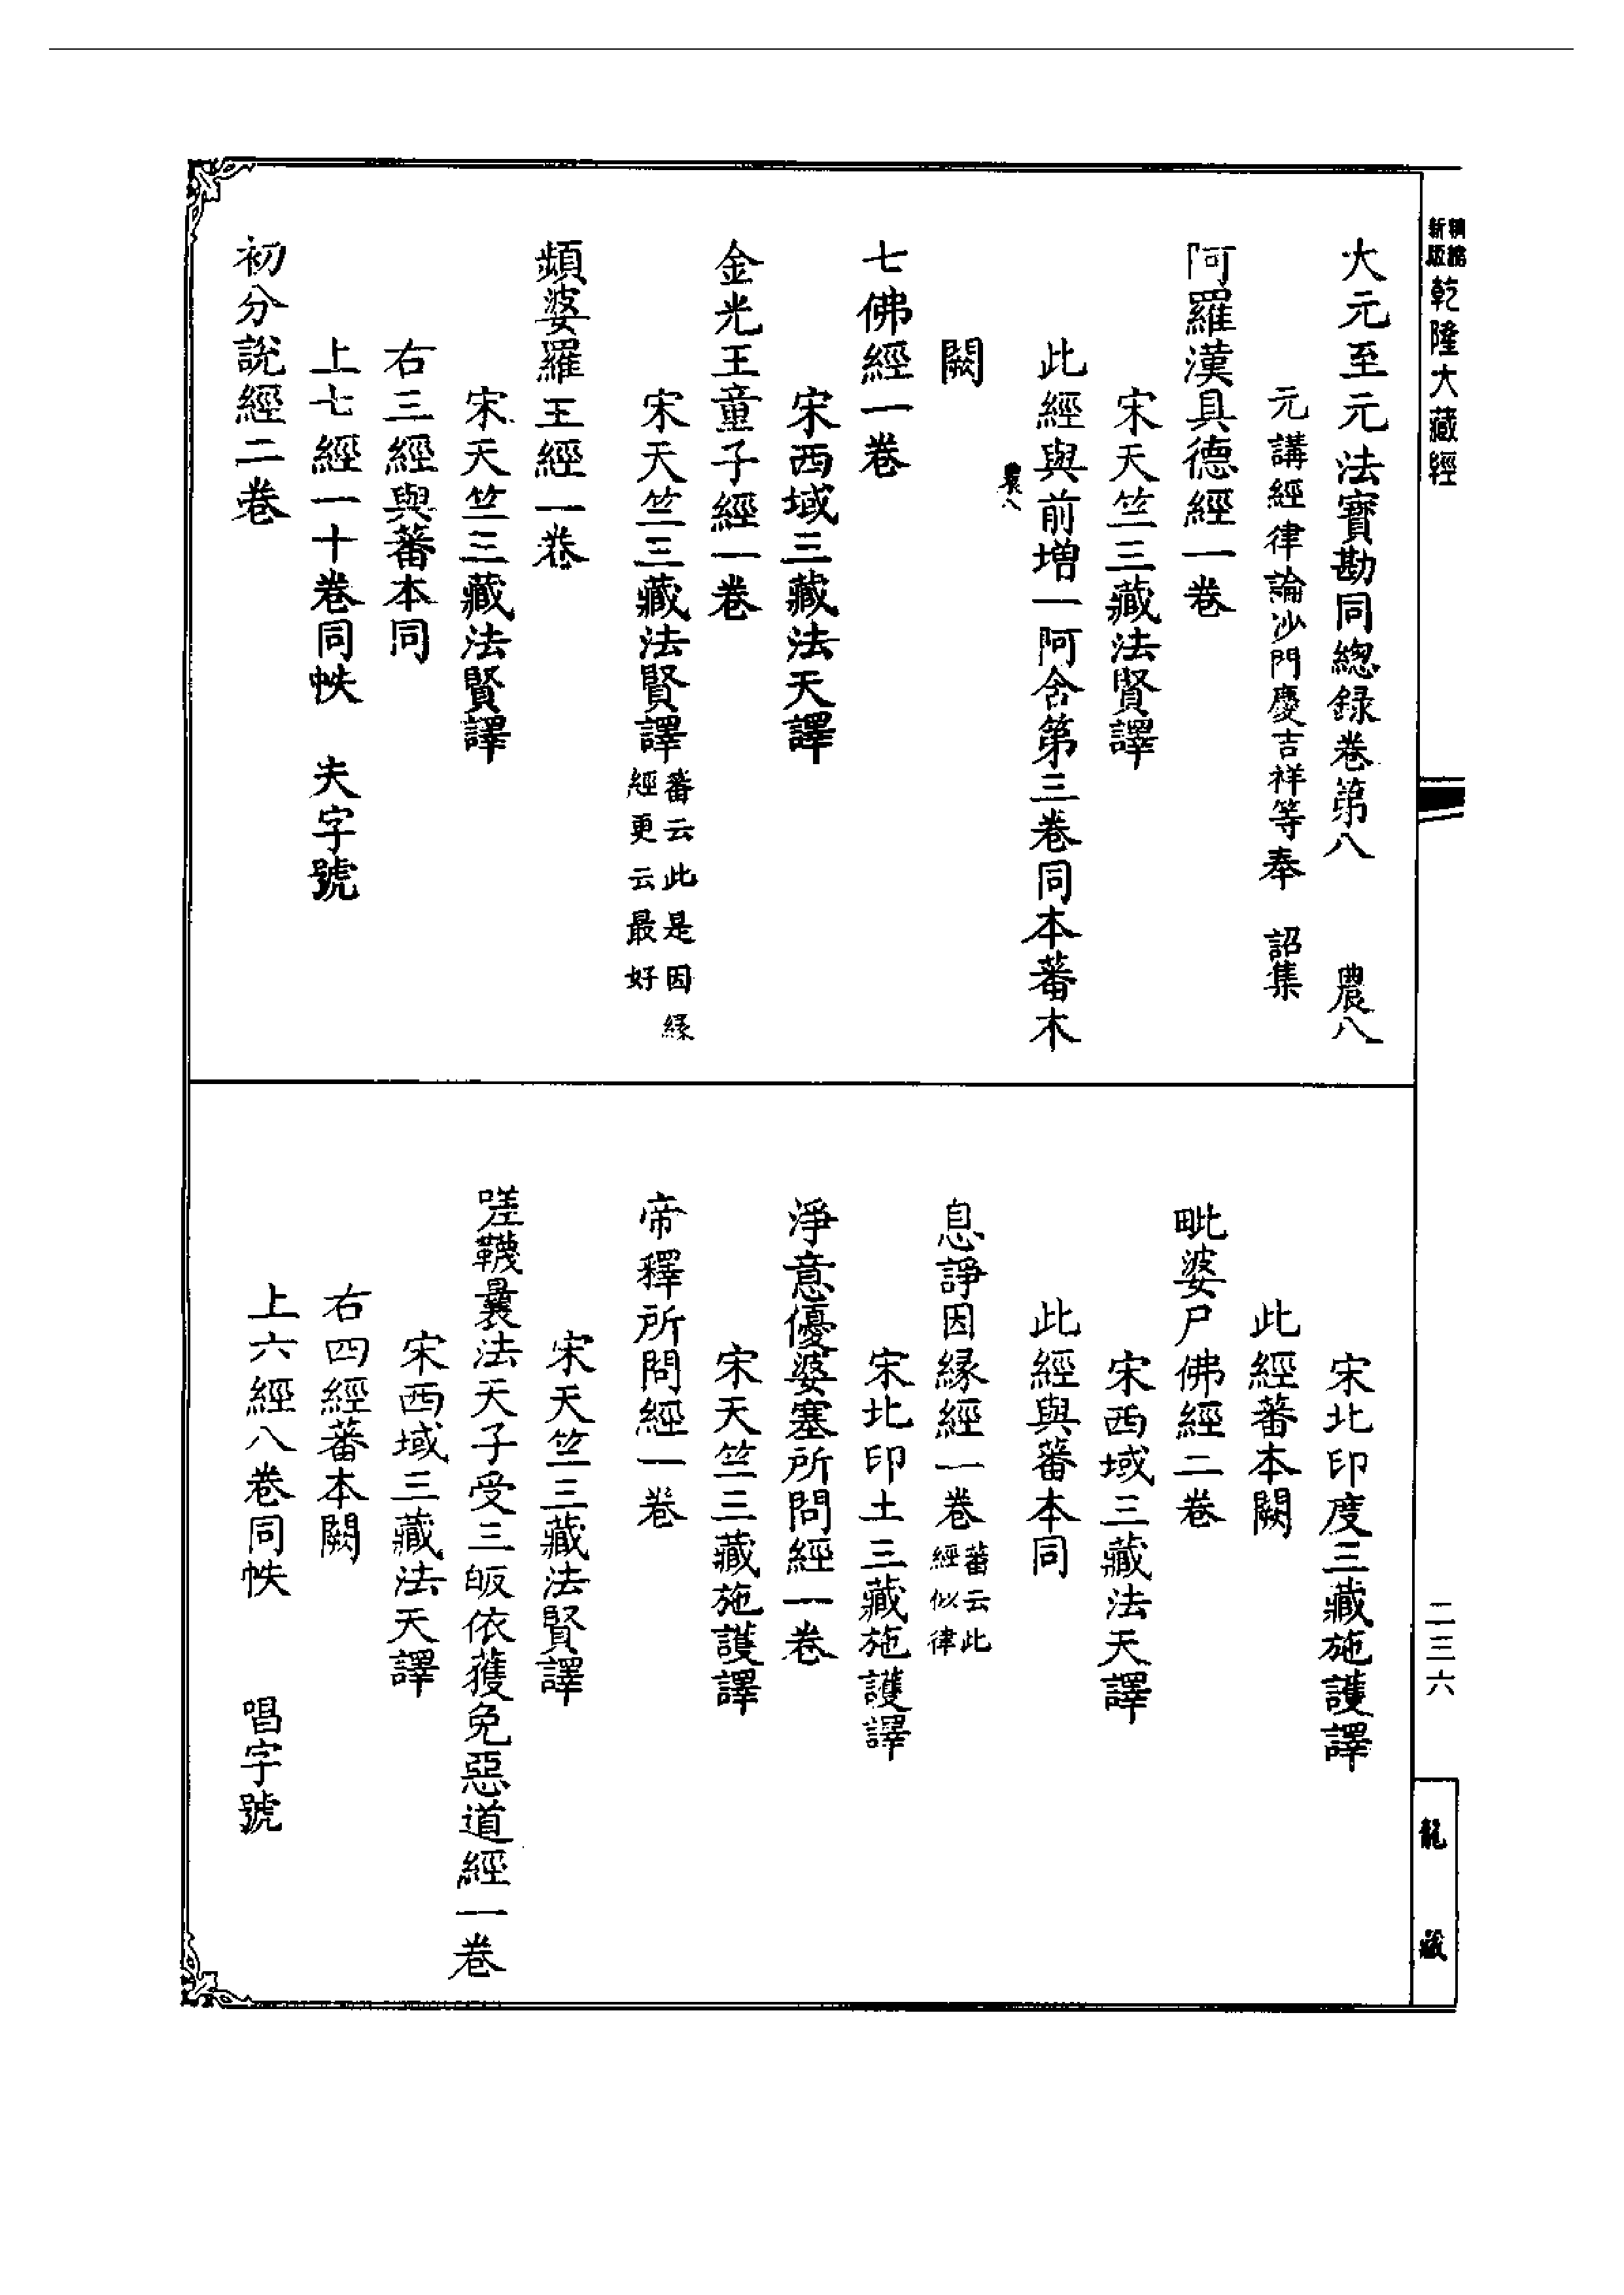 新版精縮乾隆大藏經
大元至元法寶勘同總録卷第八　農八
元講經律論沙門慶吉祥等奉　詔集
阿羅漢具德經一卷
宋天竺三藏法賢譯
此經與前增一阿含第三卷同本蕃本
農八
闕
七佛經一卷
宋西域三藏法天譯
金光王童子經一卷
宋天竺三藏法賢譯蕃云此是因緣經更云最好
頻婆羅王經一卷
宋天竺三藏法賢譯
右三經與蕃本同
上七經一十卷同帙　夫字號
初分說經二卷
宋北印度三藏施護譯
此經蕃本闕
毗婆尸佛經二卷
宋西域三藏法天譯
此經與蕃本同
息諍因緣經一卷蕃云此經似律
宋北印土三藏施護譯
淨意優婆塞所問經一卷
宋天竺三藏施護譯
帝釋所問經一卷
宋天竺三藏法賢譯
嗟韈曩法天子受三皈依獲免惡道經一卷
宋西域三藏法天譯
右四經蕃本闕
上六經八卷同帙　唱字號
二三六
龍藏